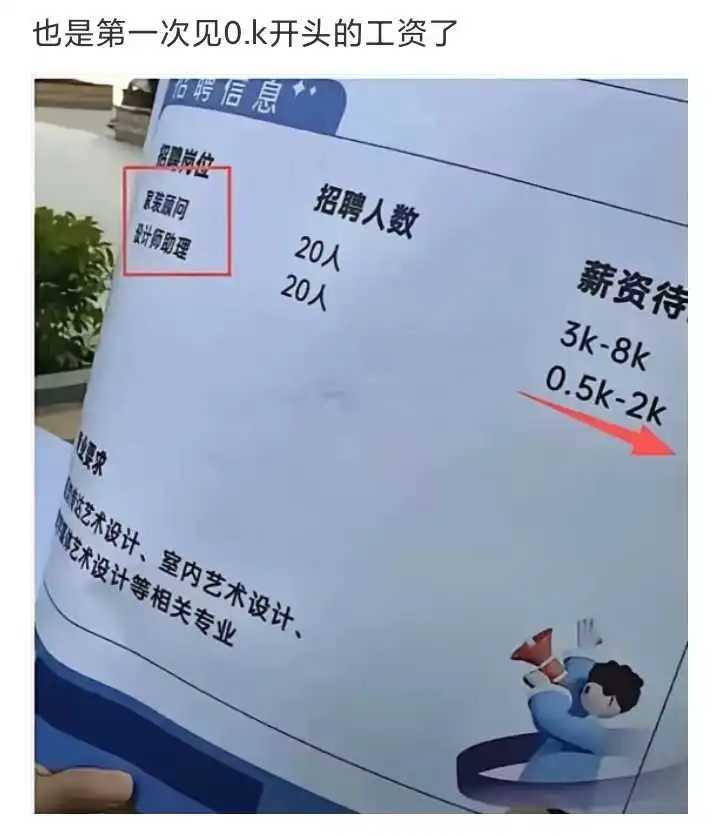 也是第一次见0.k开头的工资了
招聘信息
招聘岗位
家装顾问
设计师助理
招聘人数
20人
20人
薪资待
3k-8k
0.5k-2k
业要求
艺术设计、室内艺术设计、
艺术设计等相关专业